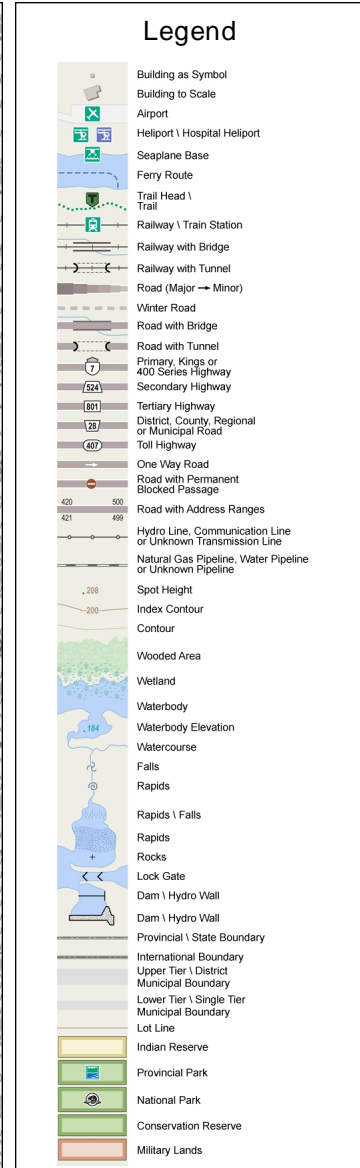 Legend
Building as Symbol
Building to Scale
Airport
Heliport \ Hospital Heliport
Seaplane Base
Ferry Route
T
Trail Head \
Trail
Railway \ Train Station
Railway with Bridge
Railway with Tunnel
Road (Major → Minor)
Winter Road
Road with Bridge
Road with Tunnel
7
Primary, Kings or
400 Series Highway
524 Secondary Highway
801 Tertiary Highway
28
District, County, Regional
or Municipal Road
407 Toll Highway
One Way Road
Road with Permanent
Blocked Passage
420 500
Road with Address Ranges
421 499
Hydro Line, Communication Line
or Unknown Transmission Line
Natural Gas Pipeline, Water Pipeline
or Unknown Pipeline
.208 Spot Height
200 Index Contour
Contour
Wooded Area
Wetland
Waterbody
.184 Waterbody Elevation
Watercourse
Falls
Rapids
Rapids \ Falls
Rapids
Rocks
Lock Gate
Dam \ Hydro Wall
Dam \ Hydro Wall
Provincial \ State Boundary
International Boundary
Upper Tier \ District
Municipal Boundary
Lower Tier \ Single Tier
Municipal Boundary
Lot Line
Indian Reserve
Provincial Park
National Park
Conservation Reserve
Military Lands